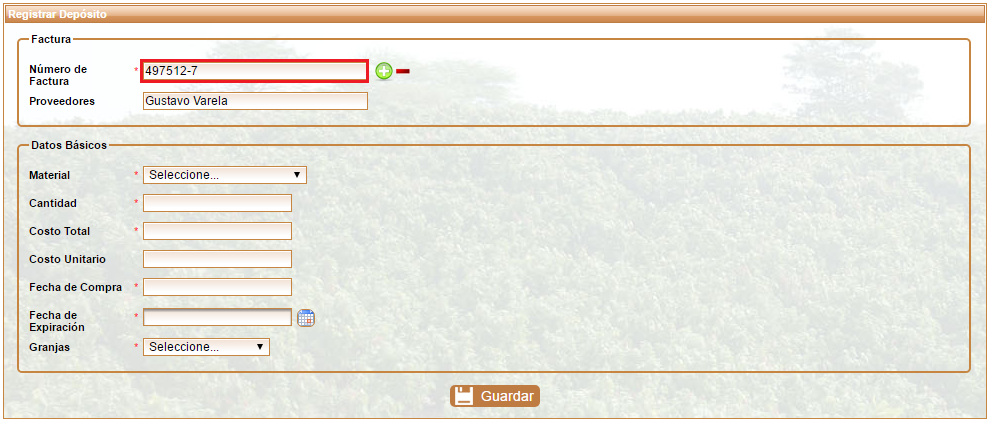 Registrar Depósito
Factura
Número de
Factura
* 497512-7
Proveedores Gustavo Varela
Datos Básicos
Material * Seleccione...
Cantidad *
Costo Total *
Costo Unitario
Fecha de Compra *
Fecha de
Expiración
*
Granjas * Seleccione...
Guardar